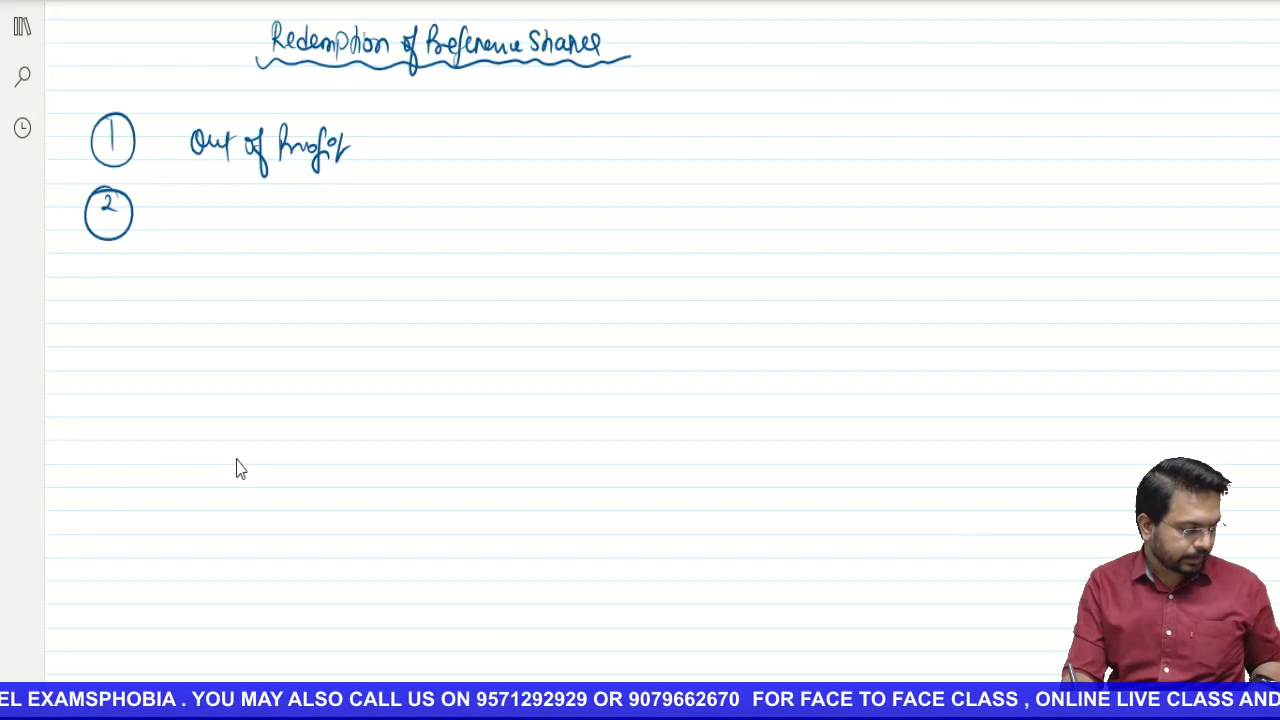 Redemption of Preference Shares
1 Out of Profit
2
EL EXAMSPHOBIA . YOU MAY ALSO CALL US ON 9571292929 OR 9079662670 FOR FACE TO FACE CLASS , ONLINE LIVE CLASS AND